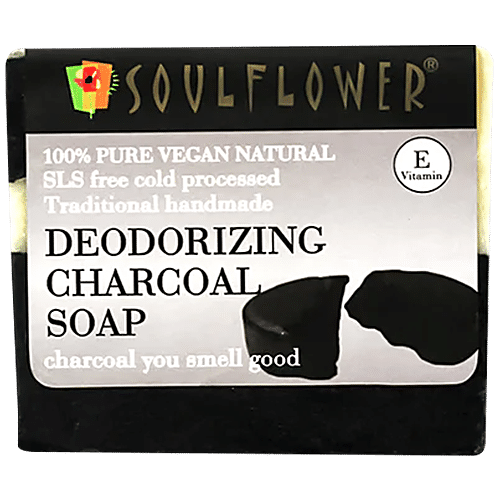 SOULFLOWER®
100% PURE VEGAN NATURAL
SLS free cold processed
Traditional handmade
E
Vitamin
DEODORIZING
CHARCOAL
SOAP
charcoal you smell good